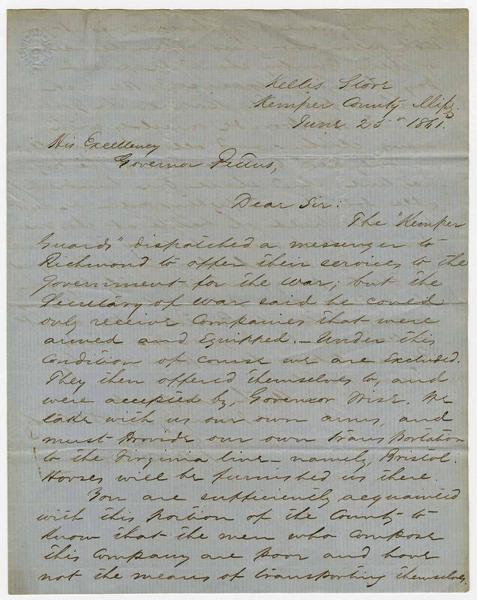 Kellis Store
Kemper County Miss.
June 23d 1861.
His Excellency
Governor Pettus,
Dear Sir:
The "Kemper
Guards" dispatched a messenger to
Richmond to offer their services to the
Government for the war; but the
Secretary of War said he could
only receive Companies that were
armed and Equipped. - Under this
condition of course we are Excluded.
They then offered themselves to, and
were accepted by, Governor Wise. We
take with us our own arms, and
must provide our own transportation
to the Virginia line - namely, Bristol.
Horses will be furnished us there.
You are sufficiently acquainted
with this portion of the County to
know that the men who compose
this Company are poor and have
not the means of transporting themselves